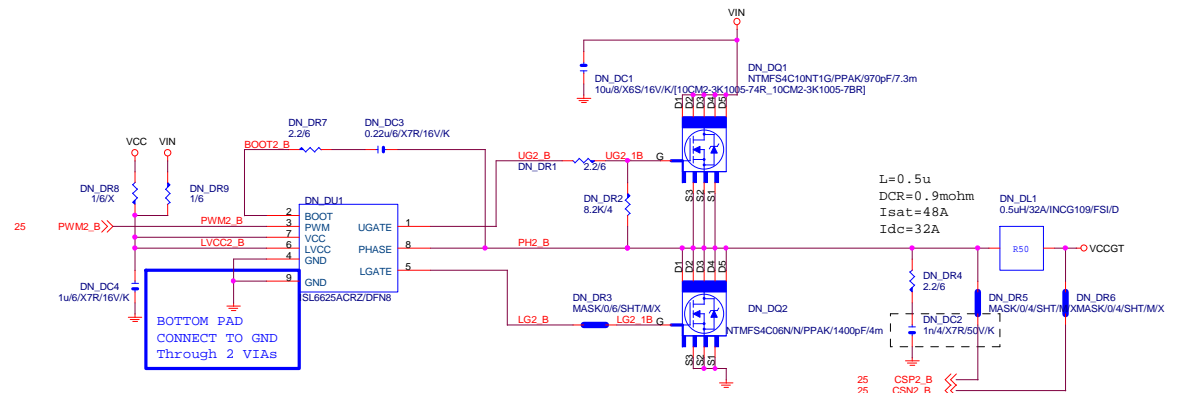 VIN
DN_DC1
10u/8/X6S/16V/K/[10CM2-3K1005-74R_10CM2-3K1005-7BR]
DN_DQ1
NTMFS4C10NT1G/PPAK/970pF/7.3m
D1 D2 D3 D4 D5
G
S3 S2 S1
VCC VIN
DN_DR7
2.2/6
DN_DC3
0.22u/6/X7R/16V/K
BOOT2_B
UG2_B
DN_DR1 2.2/6
UG2_1B
DN_DR8
1/6/X
DN_DR9
1/6
DN_DR2
8.2K/4
L=0.5u
DCR=0.9mohm
Isat=48A
Idc=32A
DN_DL1
0.5uH/32A/INCG109/FSI/D
R50
VCCGT
DN_DU1
2 BOOT
3 PWM
7 VCC
6 LVCC
4 GND
9 GND
UGATE 1
PHASE 8
LGATE 5
ISL6625ACRZ/DFN8
25 PWM2_B
PWM2_B
LVCC2_B
PH2_B
DN_DC4
1u/6/X7R/16V/K
BOTTOM PAD
CONNECT TO GND
Through 2 VIAs
LG2_B
DN_DR3
MASK/0/6/SHT/M/X
LG2_1B
D1 D2 D3 D4 D5
G
S3 S2 S1
DN_DQ2
NTMFS4C06N/N/PPAK/1400pF/4m
DN_DR4
2.2/6
DN_DC2
1n/4/X7R/50V/K
DN_DR5
MASK/0/4/SHT/M/X
DN_DR6
MASK/0/4/SHT/M/X
25 CSP2_B
25 CSN2_B